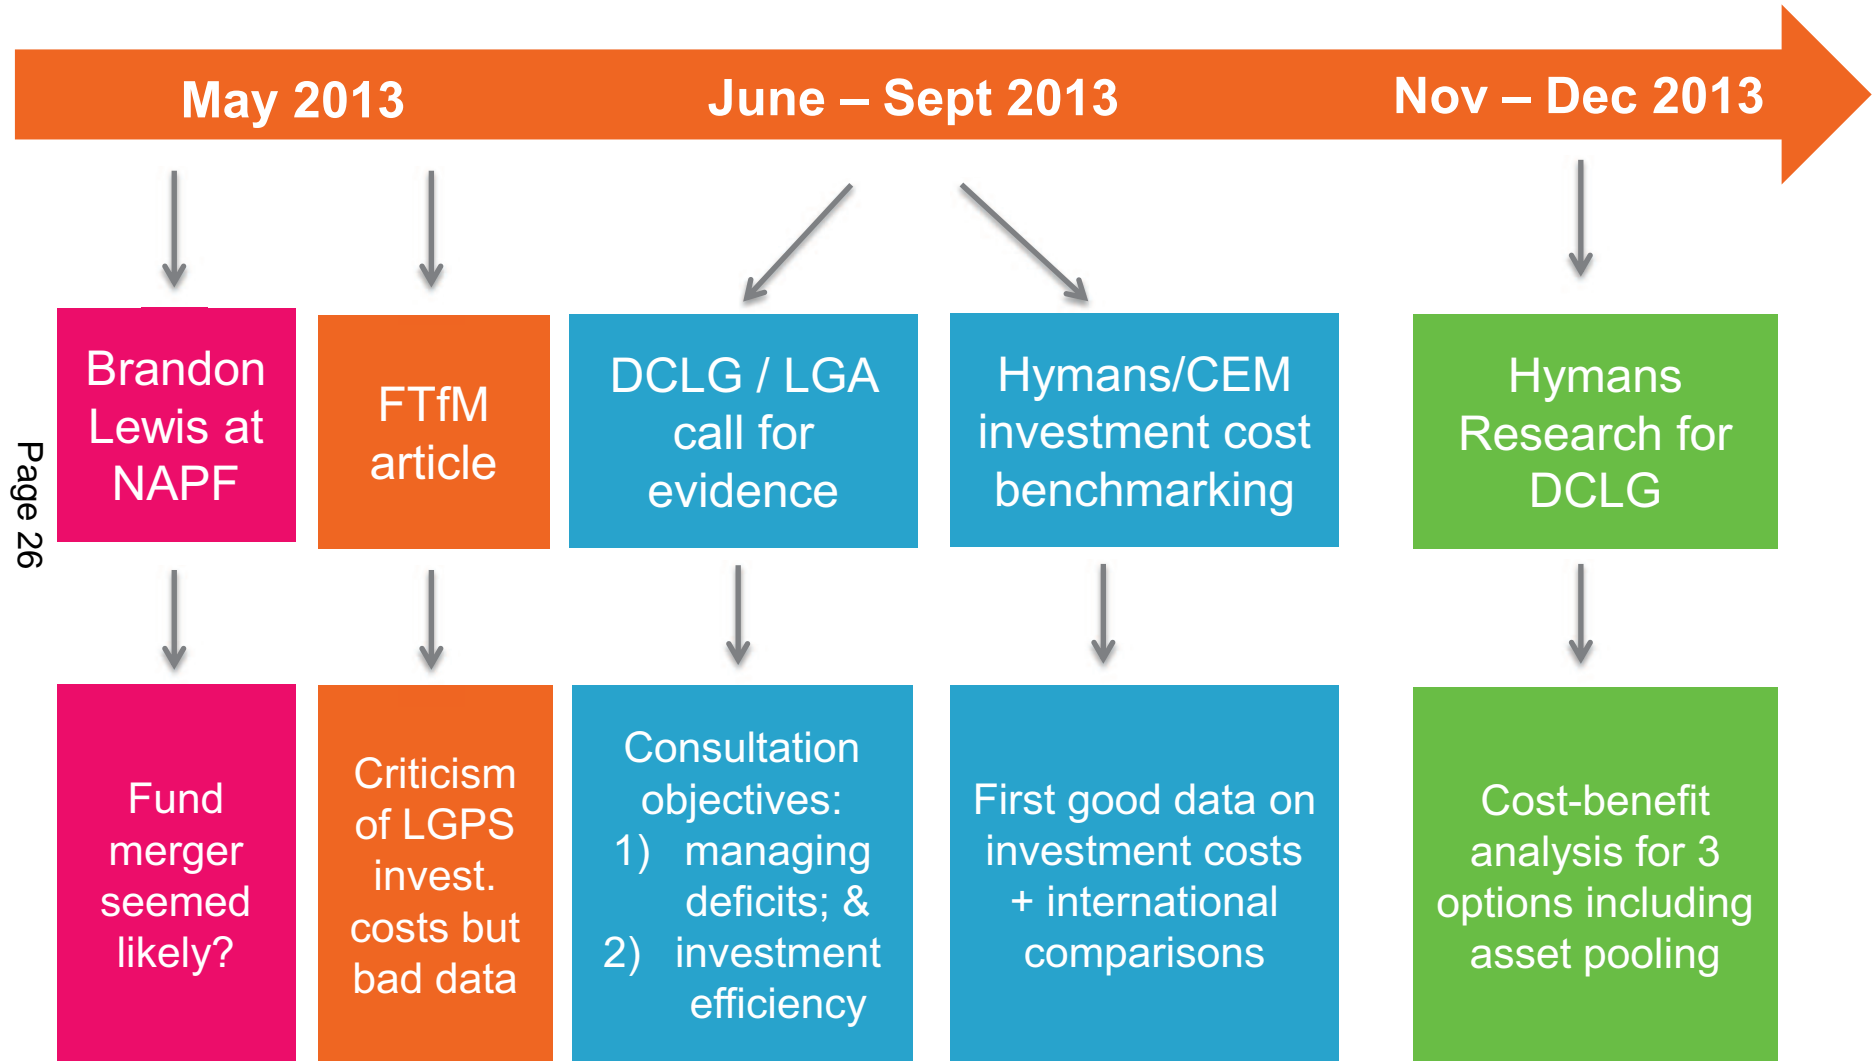 May 2013
June – Sept 2013
Nov – Dec 2013
Brandon
Lewis at
NAPF
FTfM
article
DCLG / LGA
call for
evidence
Hymans/CEM
investment cost
benchmarking
Hymans
Research for
DCLG
Fund
merger
seemed
likely?
Criticism
of LGPS
invest.
costs but
bad data
Consultation
objectives:
1) managing
deficits; &
2) investment
efficiency
First good data on
investment costs
+ international
comparisons
Cost-benefit
analysis for 3
options including
asset pooling
Page 26